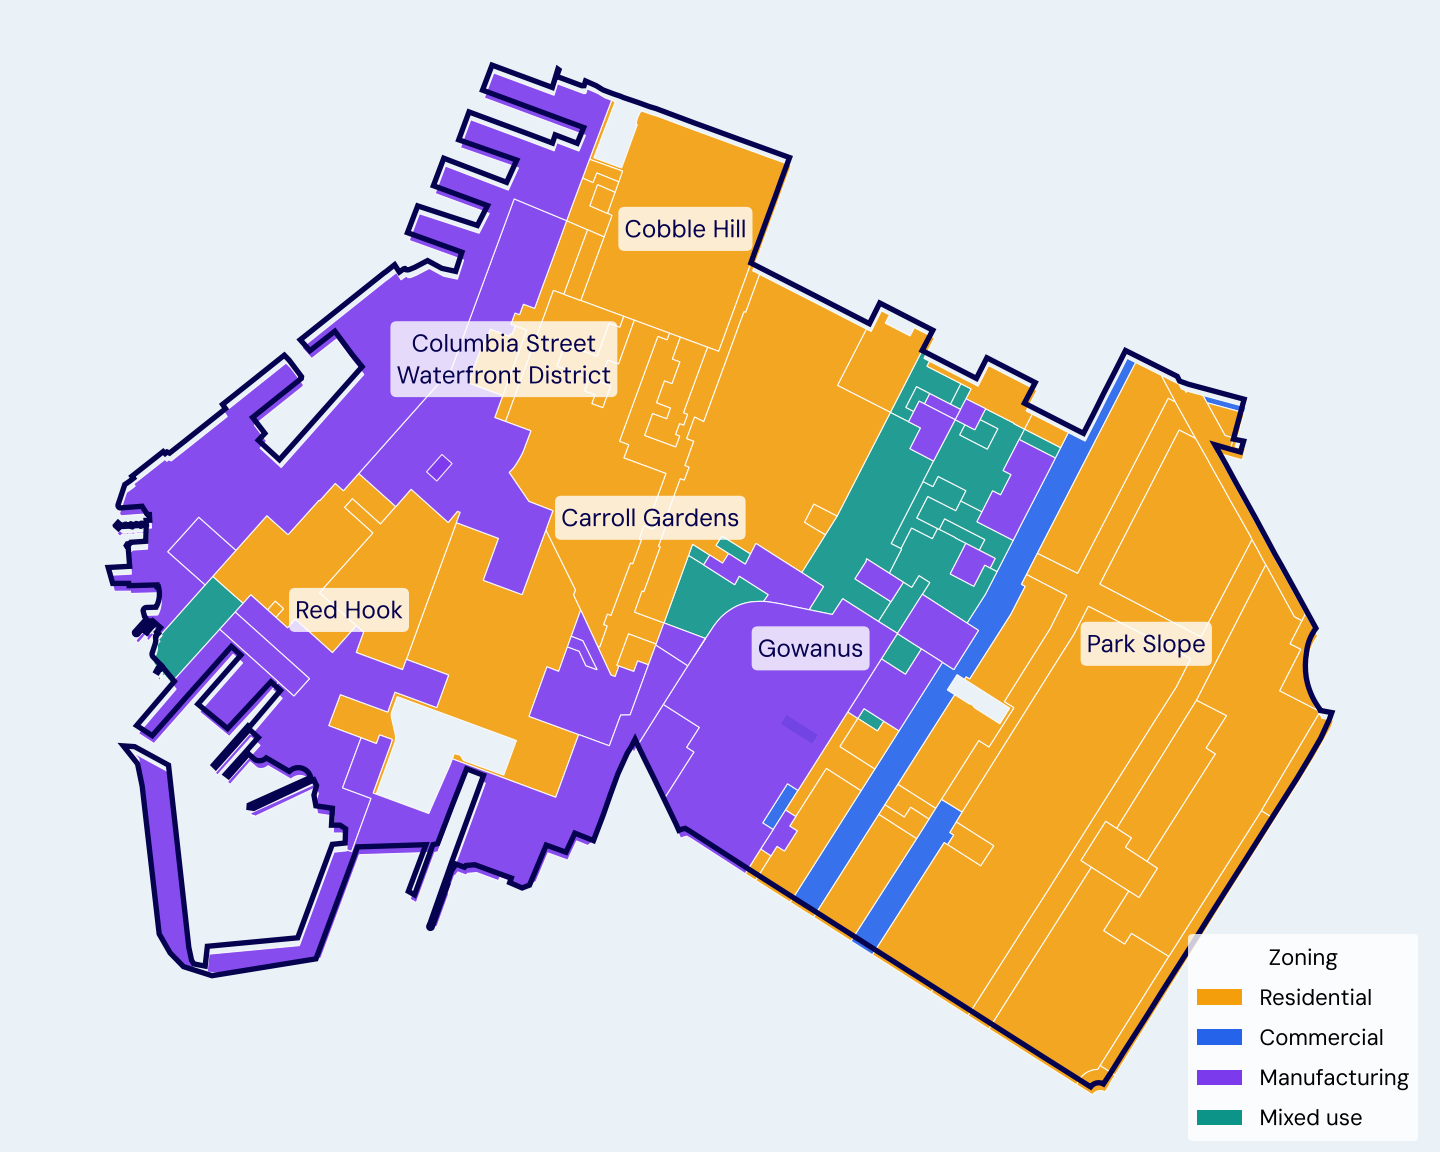 Cobble Hill
Columbia Street
Waterfront District
Carroll Gardens
Red Hook
Gowanus
Park Slope
Zoning
Residential
Commercial
Manufacturing
Mixed use